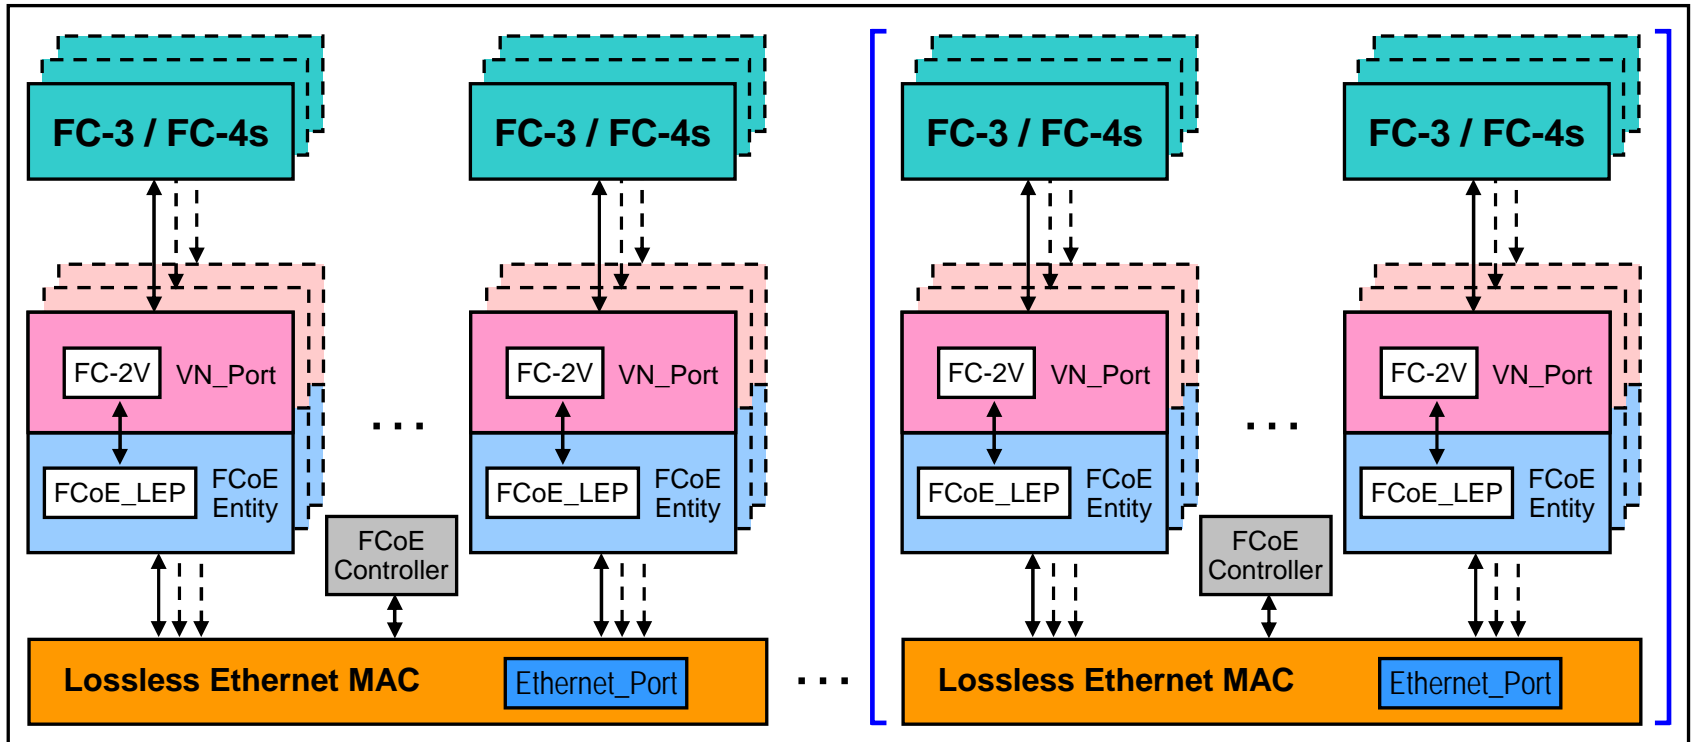 FC-3 / FC-4s
FC-3 / FC-4s
FC-3 / FC-4s
FC-3 / FC-4s
FC-2V VN_Port
FC-2V VN_Port
FC-2V VN_Port
FC-2V VN_Port
...
...
FCoE_LEP
FCoE
Entity
FCoE_LEP
FCoE
Entity
FCoE_LEP
FCoE
Entity
FCoE_LEP
FCoE
Entity
FCoE
Controller
FCoE
Controller
Lossless Ethernet MAC
Ethernet_Port
...
Lossless Ethernet MAC
Ethernet_Port